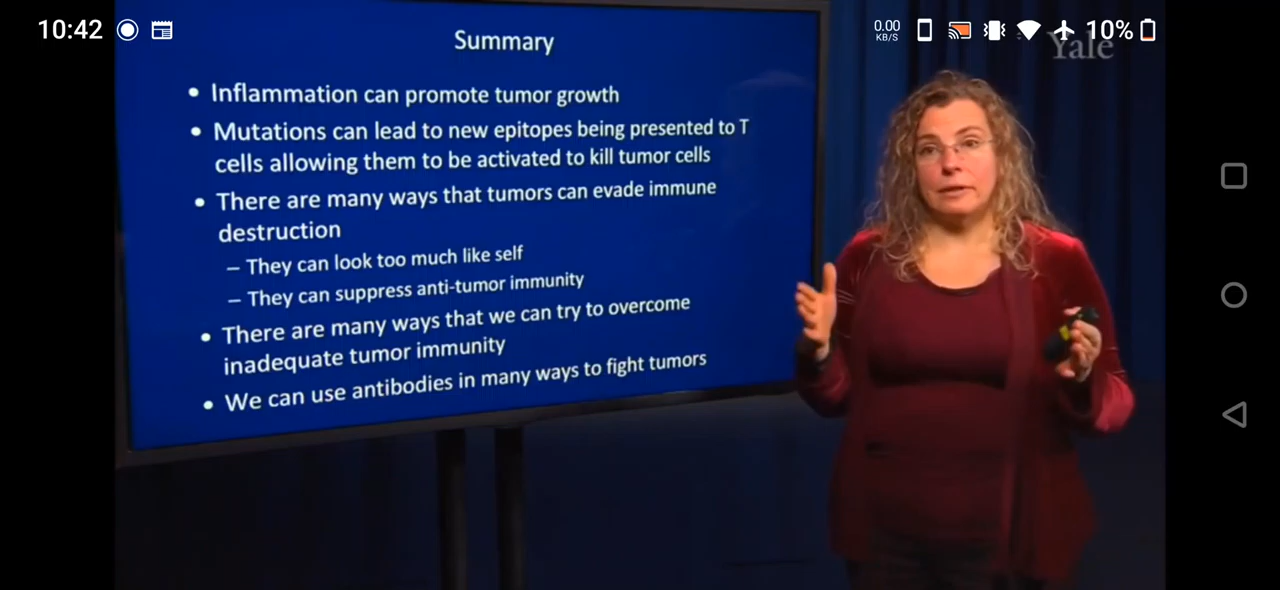 10:42
0.00
KB/S
10%
Yale
Summary
• Inflammation can promote tumor growth
• Mutations can lead to new epitopes being presented to T
cells allowing them to be activated to kill tumor cells
• There are many ways that tumors can evade immune
destruction
– They can look too much like self
– They can suppress anti-tumor immunity
• There are many ways that we can try to overcome
inadequate tumor immunity
• We can use antibodies in many ways to fight tumors